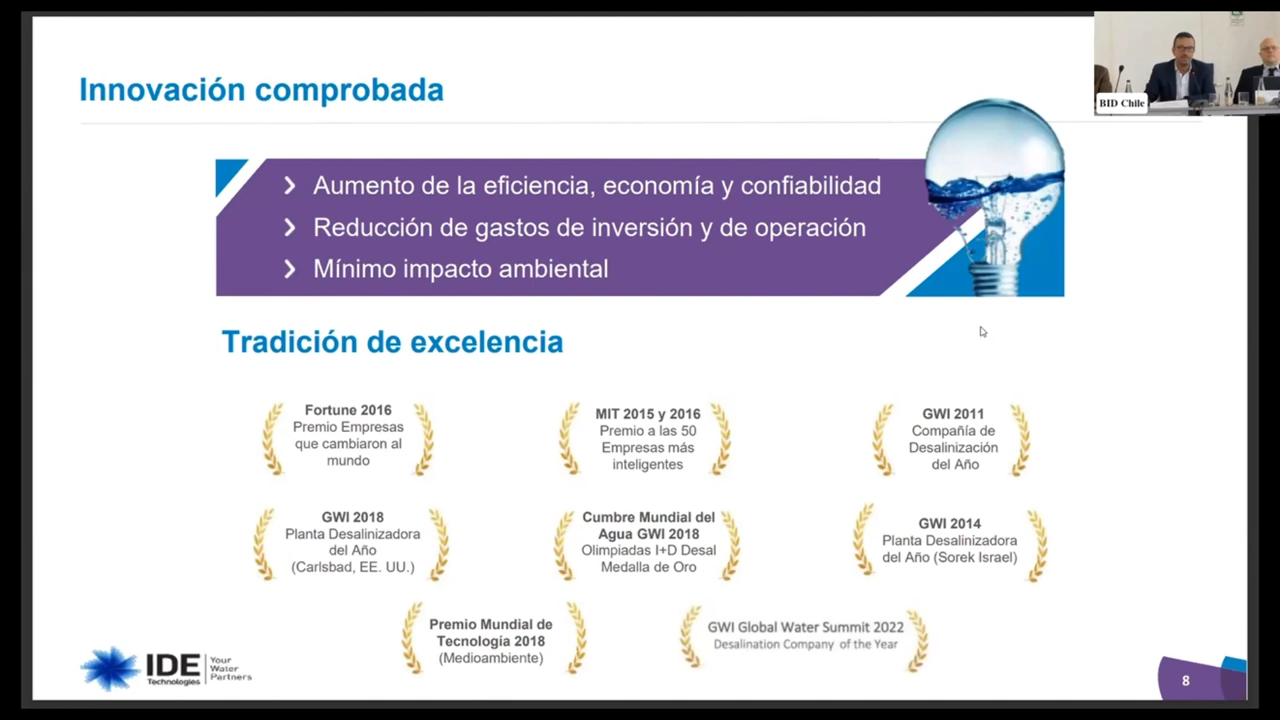 Innovación comprobada
BID Chile
Aumento de la eficiencia, economía y confiabilidad
Reducción de gastos de inversión y de operación
Mínimo impacto ambiental
Tradición de excelencia
Fortune 2016
Premio Empresas
que cambiaron al
mundo
MIT 2015 y 2016
Premio a las 50
Empresas más
inteligentes
GWI 2011
Compañía de
Desalinización
del Año
GWI 2018
Planta Desalinizadora
del Año
(Carlsbad, EE. UU.)
Cumbre Mundial del
Agua GWI 2018
Olimpiadas I+D Desal
Medalla de Oro
GWI 2014
Planta Desalinizadora
del Año (Sorek Israel)
Premio Mundial de
Tecnología 2018
(Medioambiente)
GWI Global Water Summit 2022
Desalination Company of the Year
IDE
Technologies
Your
Water
Partners
8